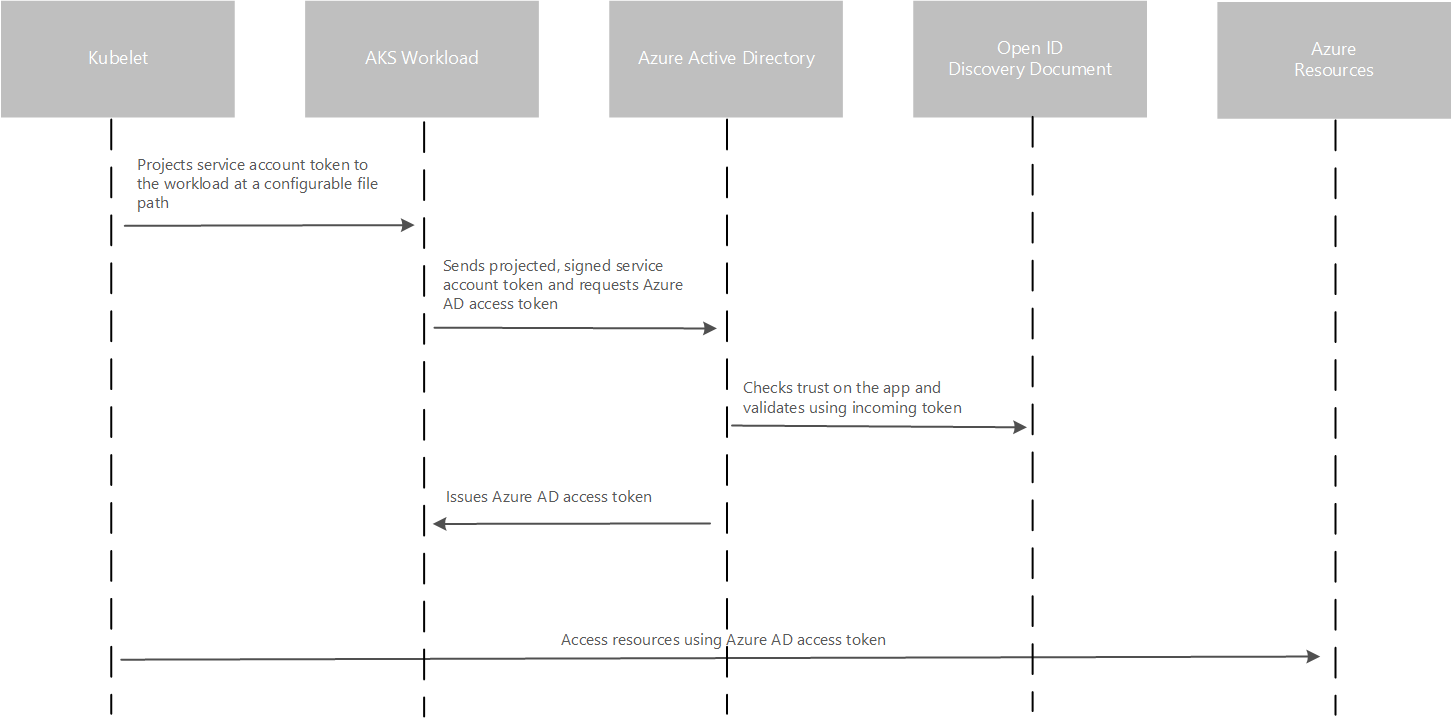 Kubelet
AKS Workload
Azure Active Directory
Open ID
Discovery Document
Azure
Resources
Projects service account token to
the workload at a configurable file
path
Sends projected, signed service
account token and requests Azure
AD access token
Checks trust on the app and
validates using incoming token
Issues Azure AD access token
Access resources using Azure AD access token